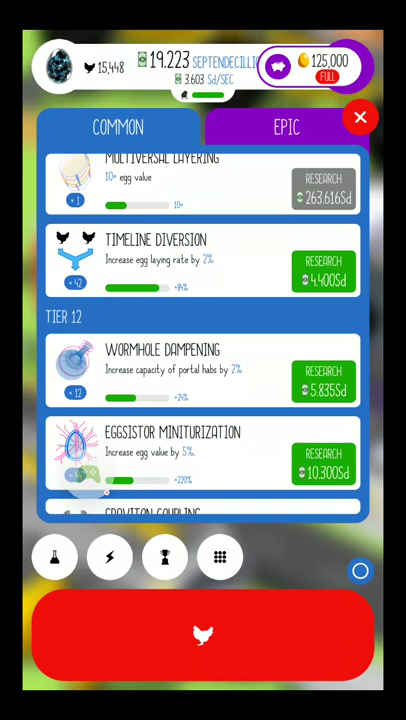 15,448
19.223 SEPTENDECILLIO
3.603 Sd/SEC
125,000
FULL
COMMON
EPIC
MULTIVERSAL LAYERING
10× egg value
× 1
10×
RESEARCH
263.616Sd
TIMELINE DIVERSION
Increase egg laying rate by 2%
× 42
+84%
RESEARCH
4.400Sd
TIER 12
WORMHOLE DAMPENING
Increase capacity of portal habs by 2%
× 12
+24%
RESEARCH
5.835Sd
EGGSISTOR MINITURIZATION
Increase egg value by 5%.
+220%
RESEARCH
10.300Sd
GRAVITON COUPLING